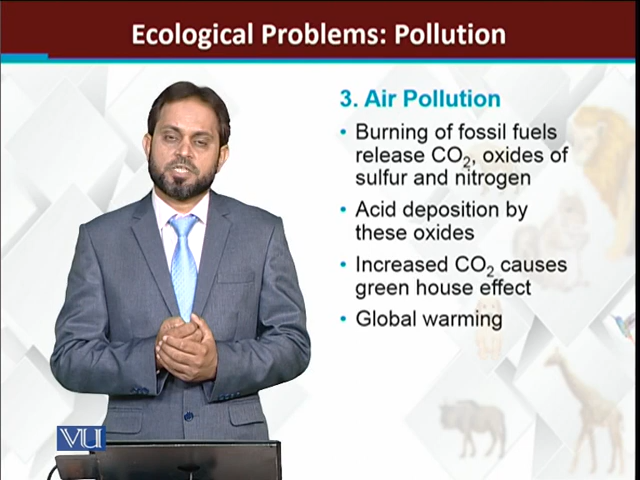 Ecological Problems: Pollution
3. Air Pollution
• Burning of fossil fuels
release CO₂, oxides of
sulfur and nitrogen
• Acid deposition by
these oxides
• Increased CO₂ causes
green house effect
• Global warming
VU